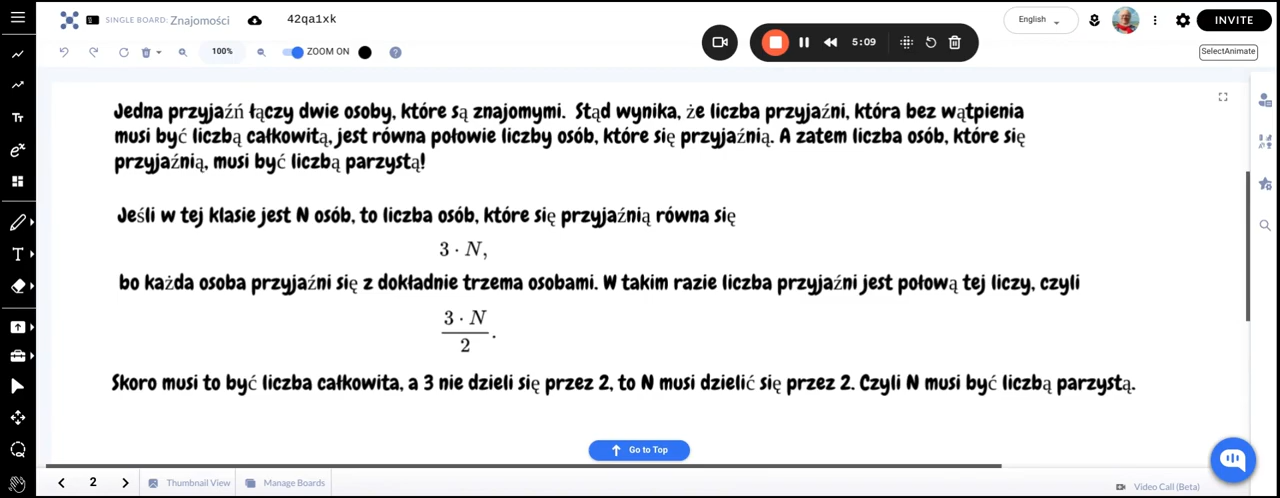 SINGLE BOARD: Znajomości
42qa1xk
English
INVITE
100%
ZOOM ON
5:09
SelectAnimate
Jedna przyjaźń łączy dwie osoby, które są znajomymi. Stąd wynika, że liczba przyjaźni, która bez wątpienia
musi być liczbą całkowitą, jest równa połowie liczby osób, które się przyjaźnią. A zatem liczba osób, które się
przyjaźnią, musi być liczbą parzystą!
Jeśli w tej klasie jest N osób, to liczba osób, które się przyjaźnią równa się
3 · N,
bo każda osoba przyjaźni się z dokładnie trzema osobami. W takim razie liczba przyjaźni jest połową tej liczy, czyli
3 · N
2 .
Skoro musi to być liczba całkowita, a 3 nie dzieli się przez 2, to N musi dzielić się przez 2. Czyli N musi być liczbą parzystą.
Go to Top
2
Thumbnail View
Manage Boards
Video Call (Beta)